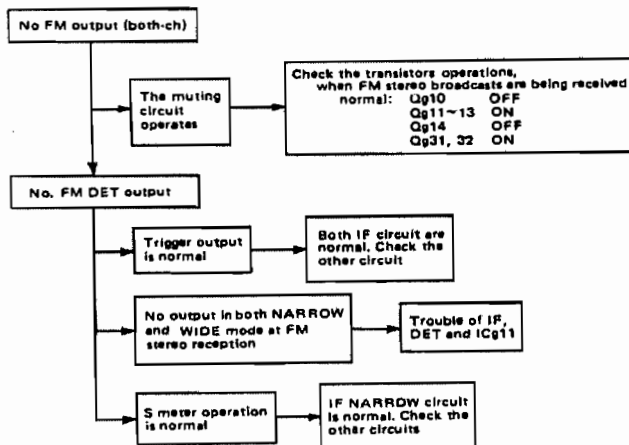 No FM output (both-ch)
The muting
circuit
operates
Check the transistors operations,
when FM stereo broadcasts are being received
normal: Qg10 OFF
Qg11~13 ON
Qg14 OFF
Qg31, 32 ON
No. FM DET output
Trigger output
is normal
Both IF circuit are
normal. Check the
other circuit
No output in both NARROW
and WIDE mode at FM
stereo reception
Trouble of IF,
DET and ICg11
S meter operation
is normal
IF NARROW circuit
is normal. Check the
other circuits